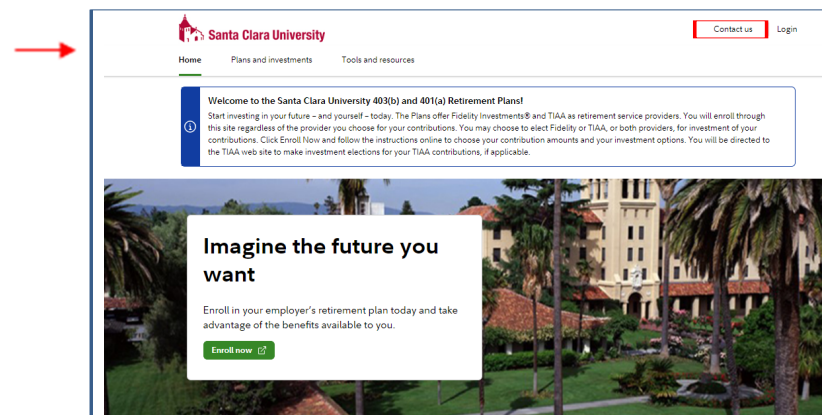 Santa Clara University
Contact us
Login
Home
Plans and investments
Tools and resources
Welcome to the Santa Clara University 403(b) and 401(a) Retirement Plans!
Start investing in your future – and yourself – today. The Plans offer Fidelity Investments® and TIAA as retirement service providers. You will enroll through
this site regardless of the provider you choose for your contributions. You may choose to elect Fidelity or TIAA, or both providers, for investment of your
contributions. Click Enroll Now and follow the instructions online to choose your contribution amounts and your investment options. You will be directed to
the TIAA web site to make investment elections for your TIAA contributions, if applicable.
Imagine the future you
want
Enroll in your employer's retirement plan today and take
advantage of the benefits available to you.
Enroll now